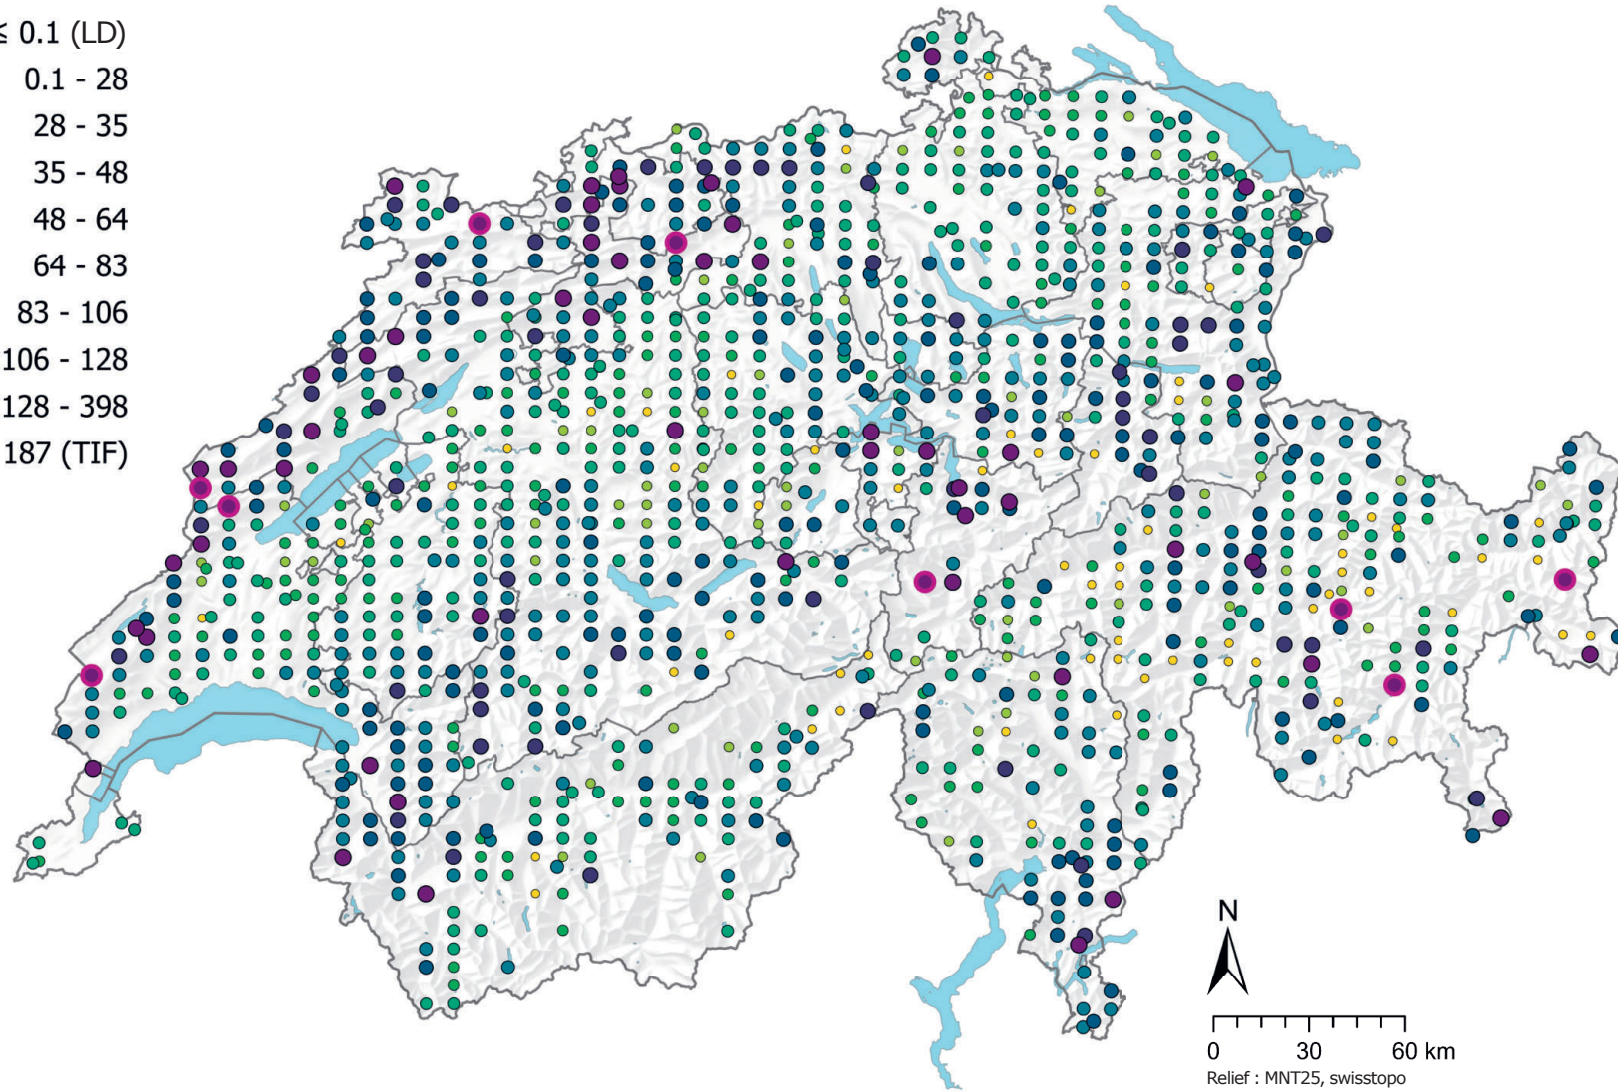 ≤ 0.1 (LD)
0.1 - 28
28 - 35
35 - 48
48 - 64
64 - 83
83 - 106
106 - 128
128 - 398
187 (TIF)
N
0 30 60 km
Relief : MNT25, swisstopo